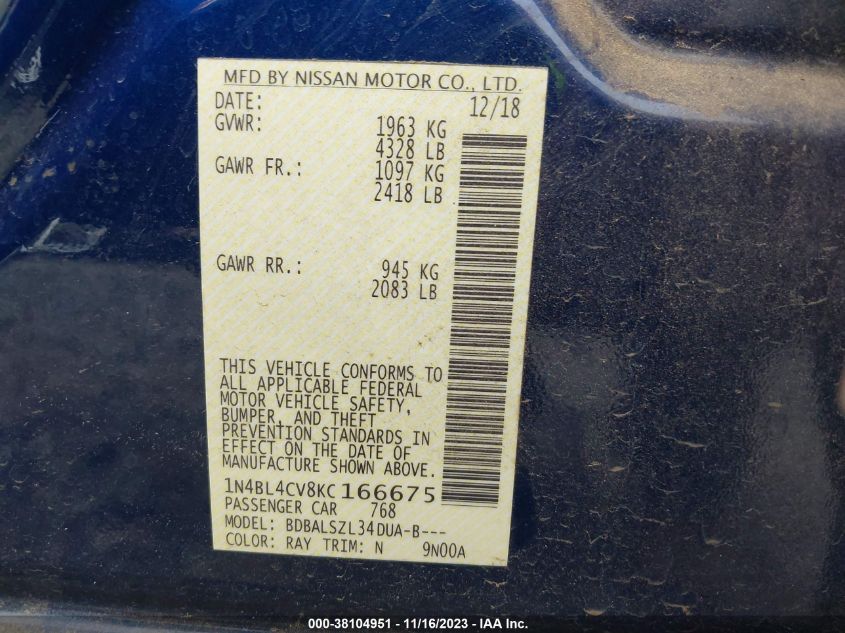 MFD BY NISSAN MOTOR CO., LTD.
DATE: 12/18
GVWR: 1963 KG
4328 LB
GAWR FR.: 1097 KG
2418 LB
GAWR RR.: 945 KG
2083 LB
THIS VEHICLE CONFORMS TO
ALL APPLICABLE FEDERAL
MOTOR VEHICLE SAFETY,
BUMPER, AND THEFT
PREVENTION STANDARDS IN
EFFECT ON THE DATE OF
MANUFACTURE SHOWN ABOVE.
1N4BL4CV8KC166675
PASSENGER CAR 768
MODEL: BDBALSZL34DUA-B---
COLOR: RAY TRIM: N 9N00A
000-38104951 - 11/16/2023 - IAA Inc.